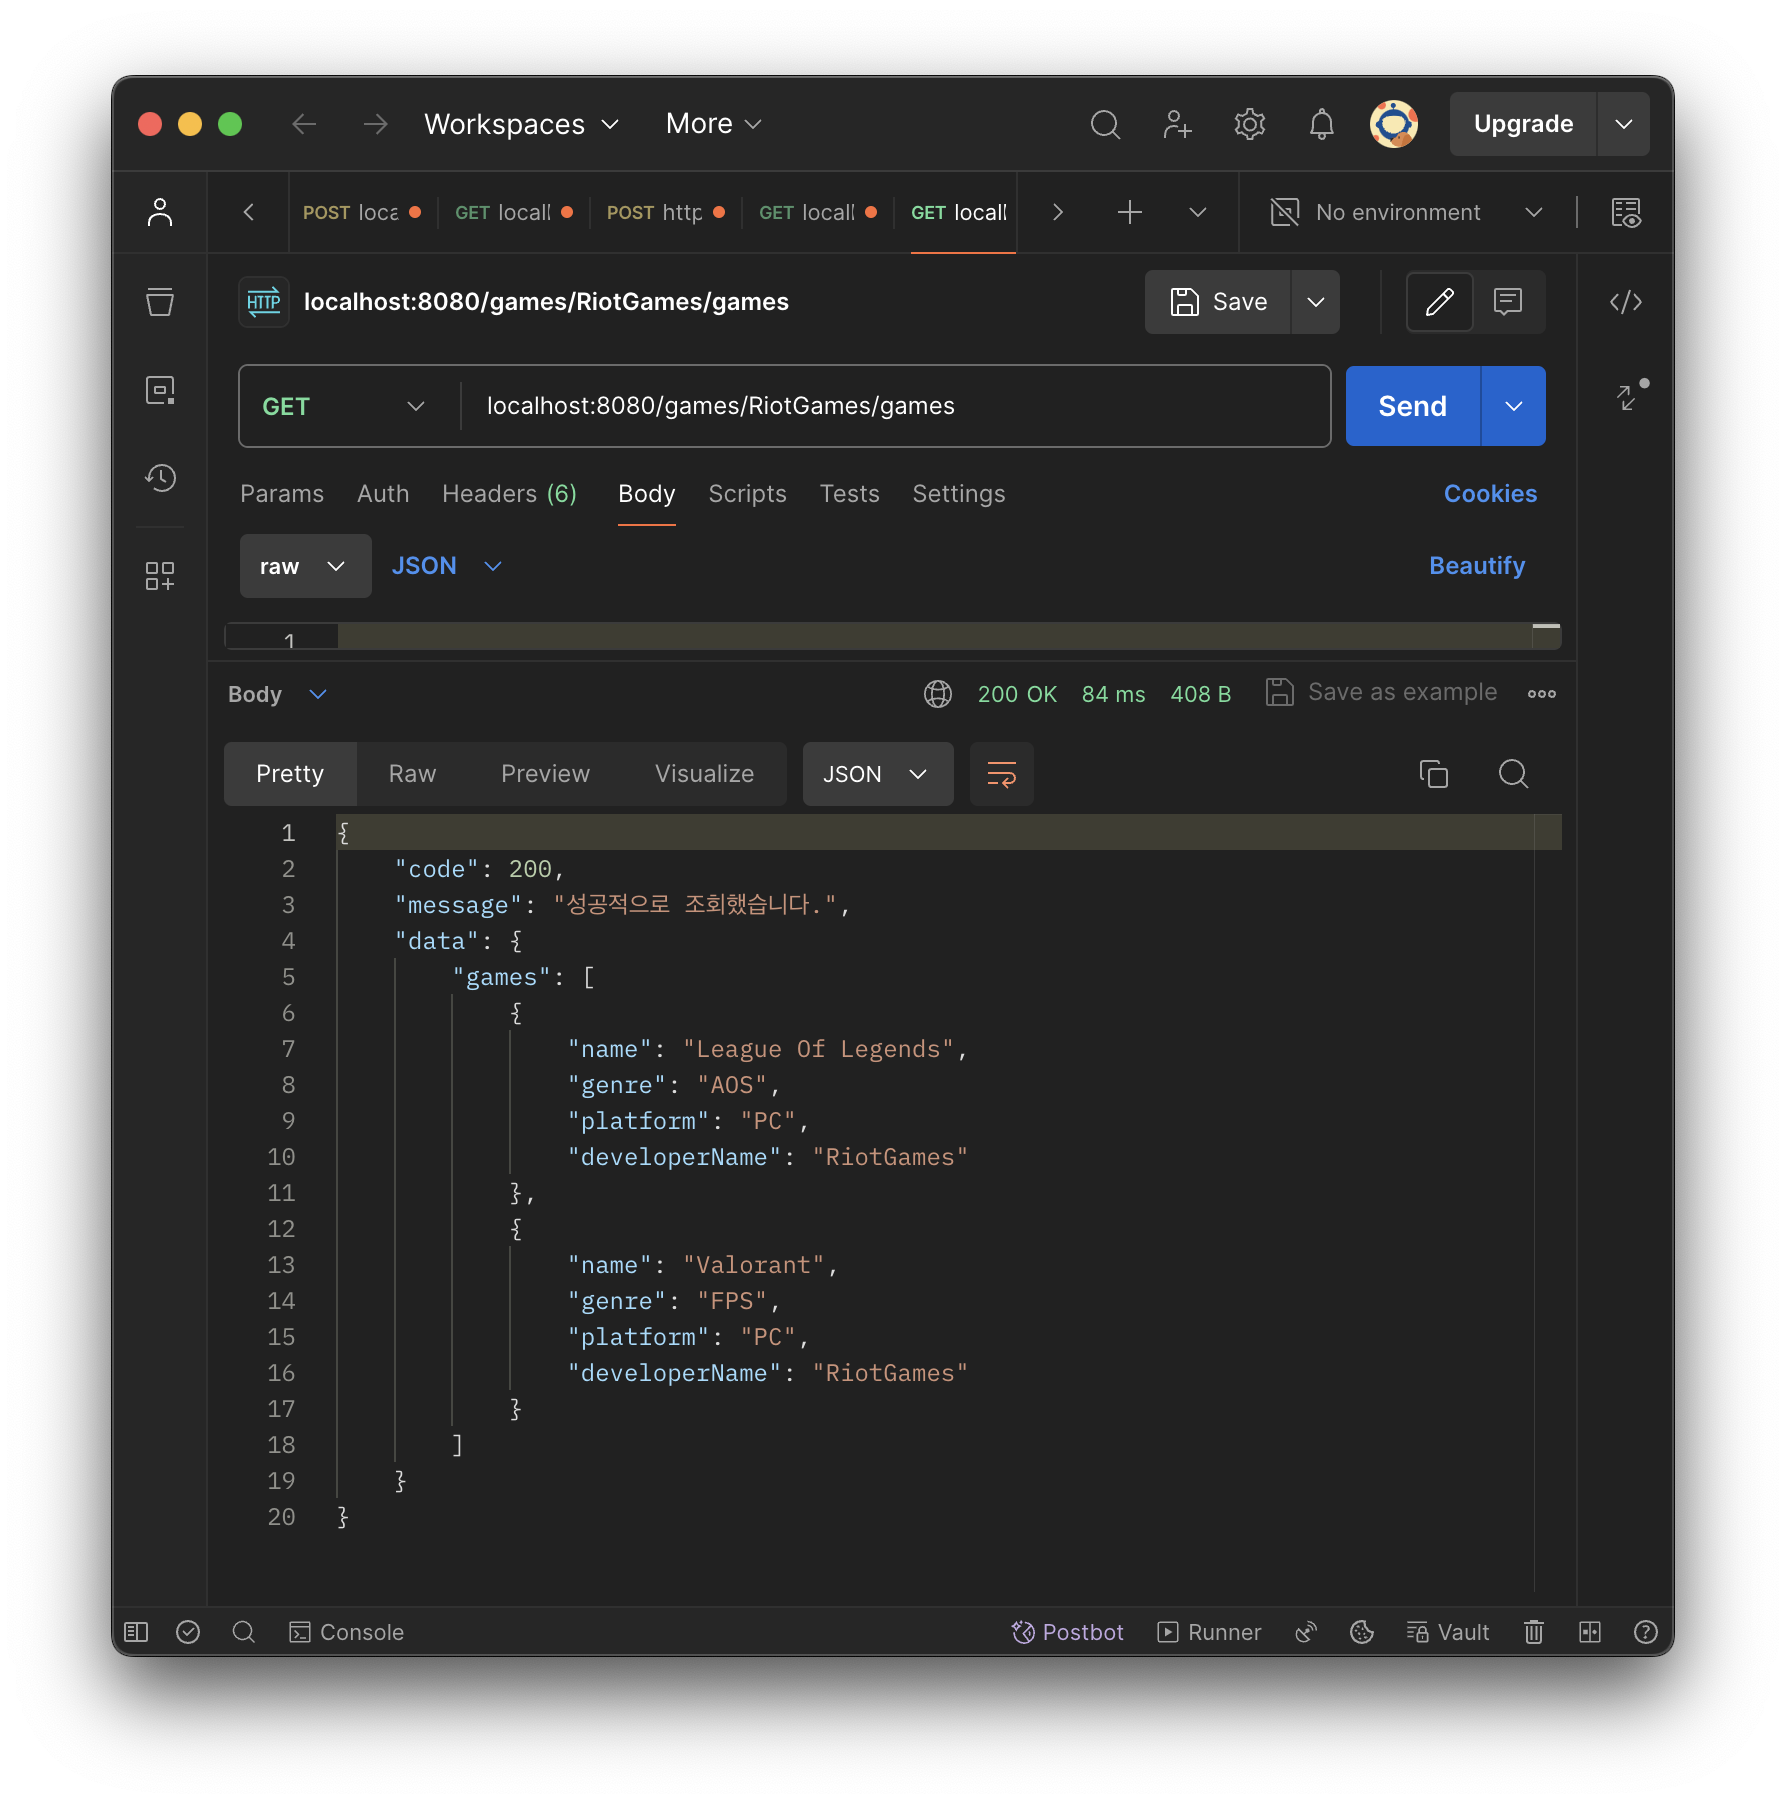 Workspaces More Upgrade
POST loca GET locall POST http GET locall GET locall No environment
HTTP localhost:8080/games/RiotGames/games Save
GET localhost:8080/games/RiotGames/games Send
Params Auth Headers (6) Body Scripts Tests Settings Cookies
raw JSON Beautify
1
Body 200 OK 84 ms 408 B Save as example
Pretty Raw Preview Visualize JSON
1 {
2 "code": 200,
3 "message": "성공적으로 조회했습니다.",
4 "data": {
5 "games": [
6 {
7 "name": "League Of Legends",
8 "genre": "AOS",
9 "platform": "PC",
10 "developerName": "RiotGames"
11 },
12 {
13 "name": "Valorant",
14 "genre": "FPS",
15 "platform": "PC",
16 "developerName": "RiotGames"
17 }
18 ]
19 }
20 }
Console Postbot Runner Vault